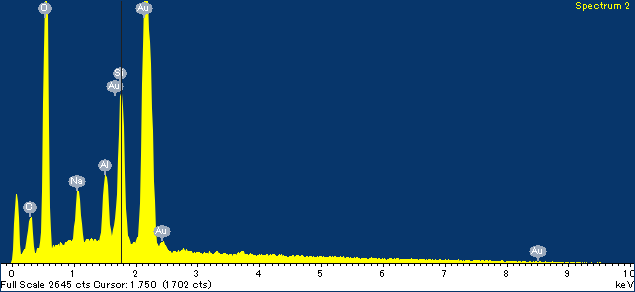 Spectrum 2
O
Au
Si
Au
Al
Na
Au
Au
0 1 2 3 4 5 6 7 8 9 10
Full Scale 2645 cts Cursor: 1.750 (1702 cts) keV